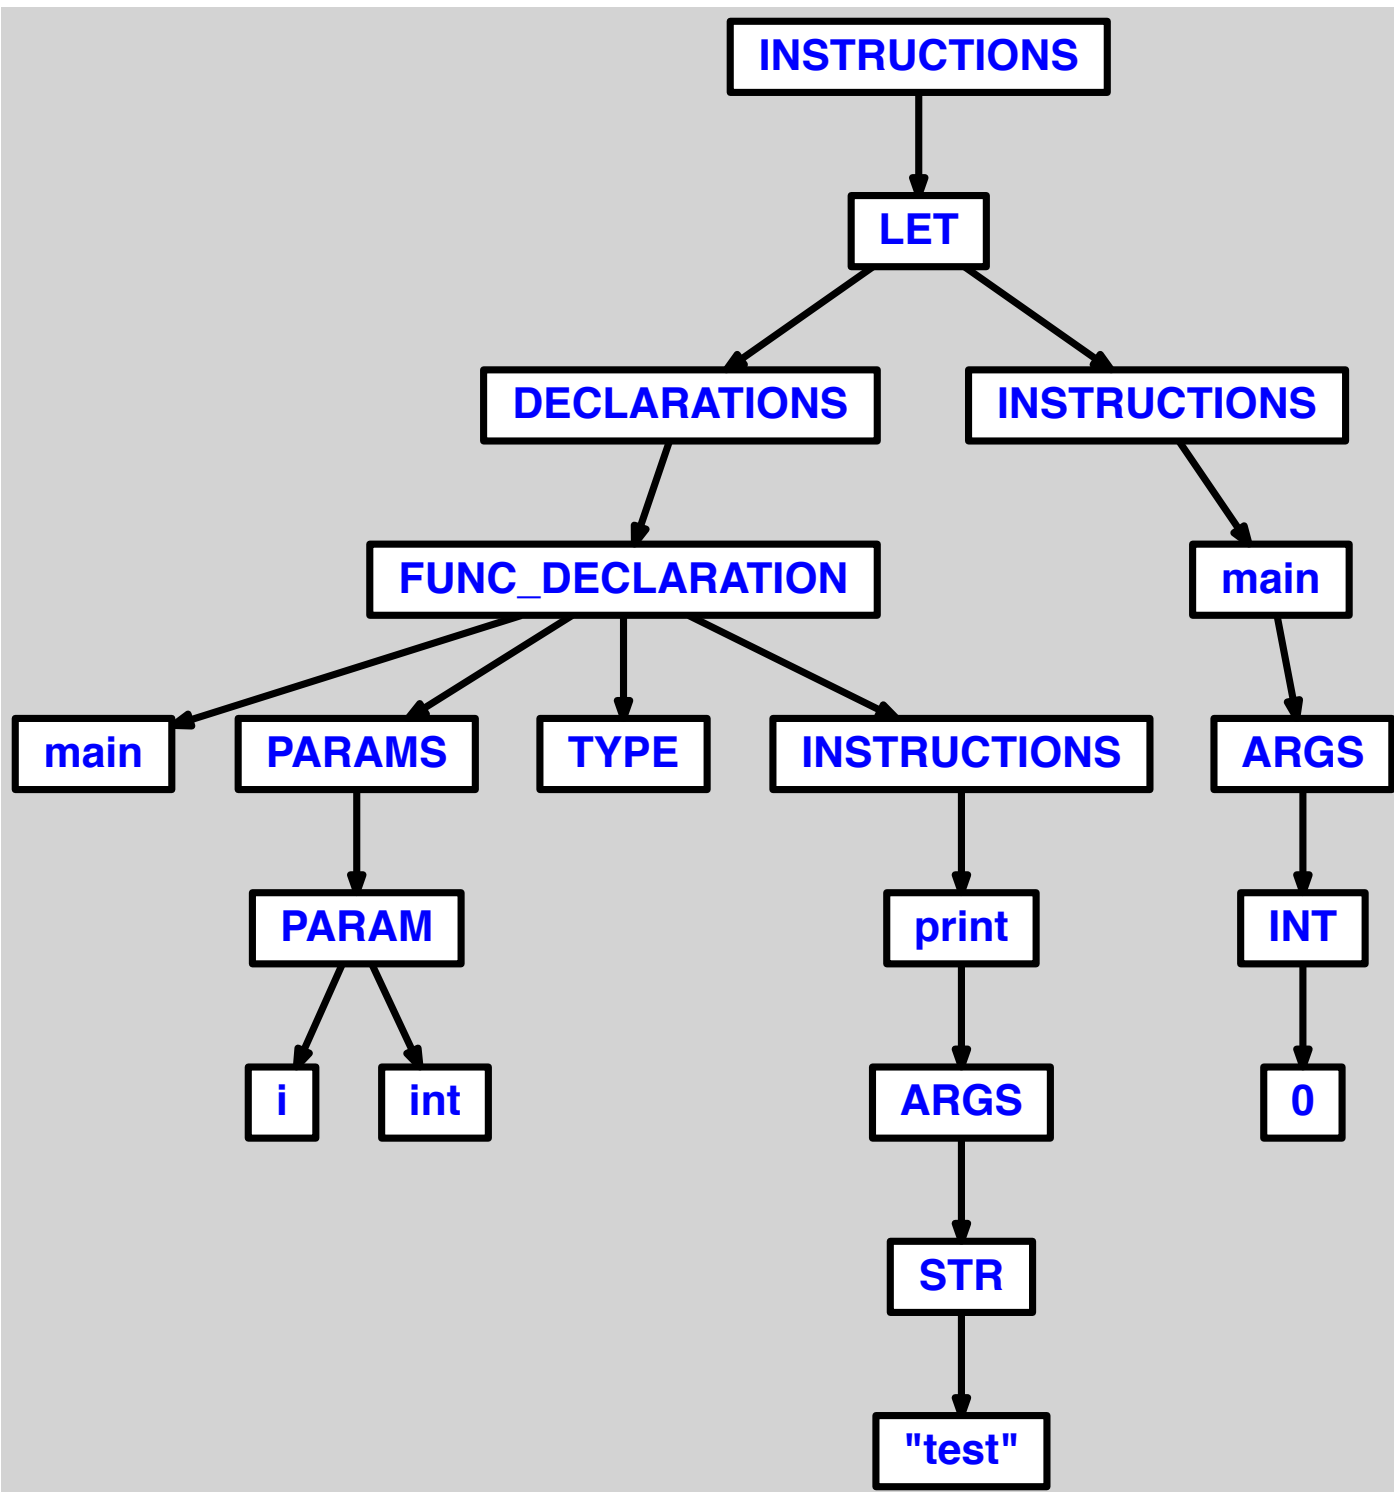 INSTRUCTIONS
LET
DECLARATIONS
INSTRUCTIONS
FUNC_DECLARATION
main
main
PARAMS
TYPE
INSTRUCTIONS
ARGS
PARAM
print
INT
i
int
ARGS
0
STR
"test"